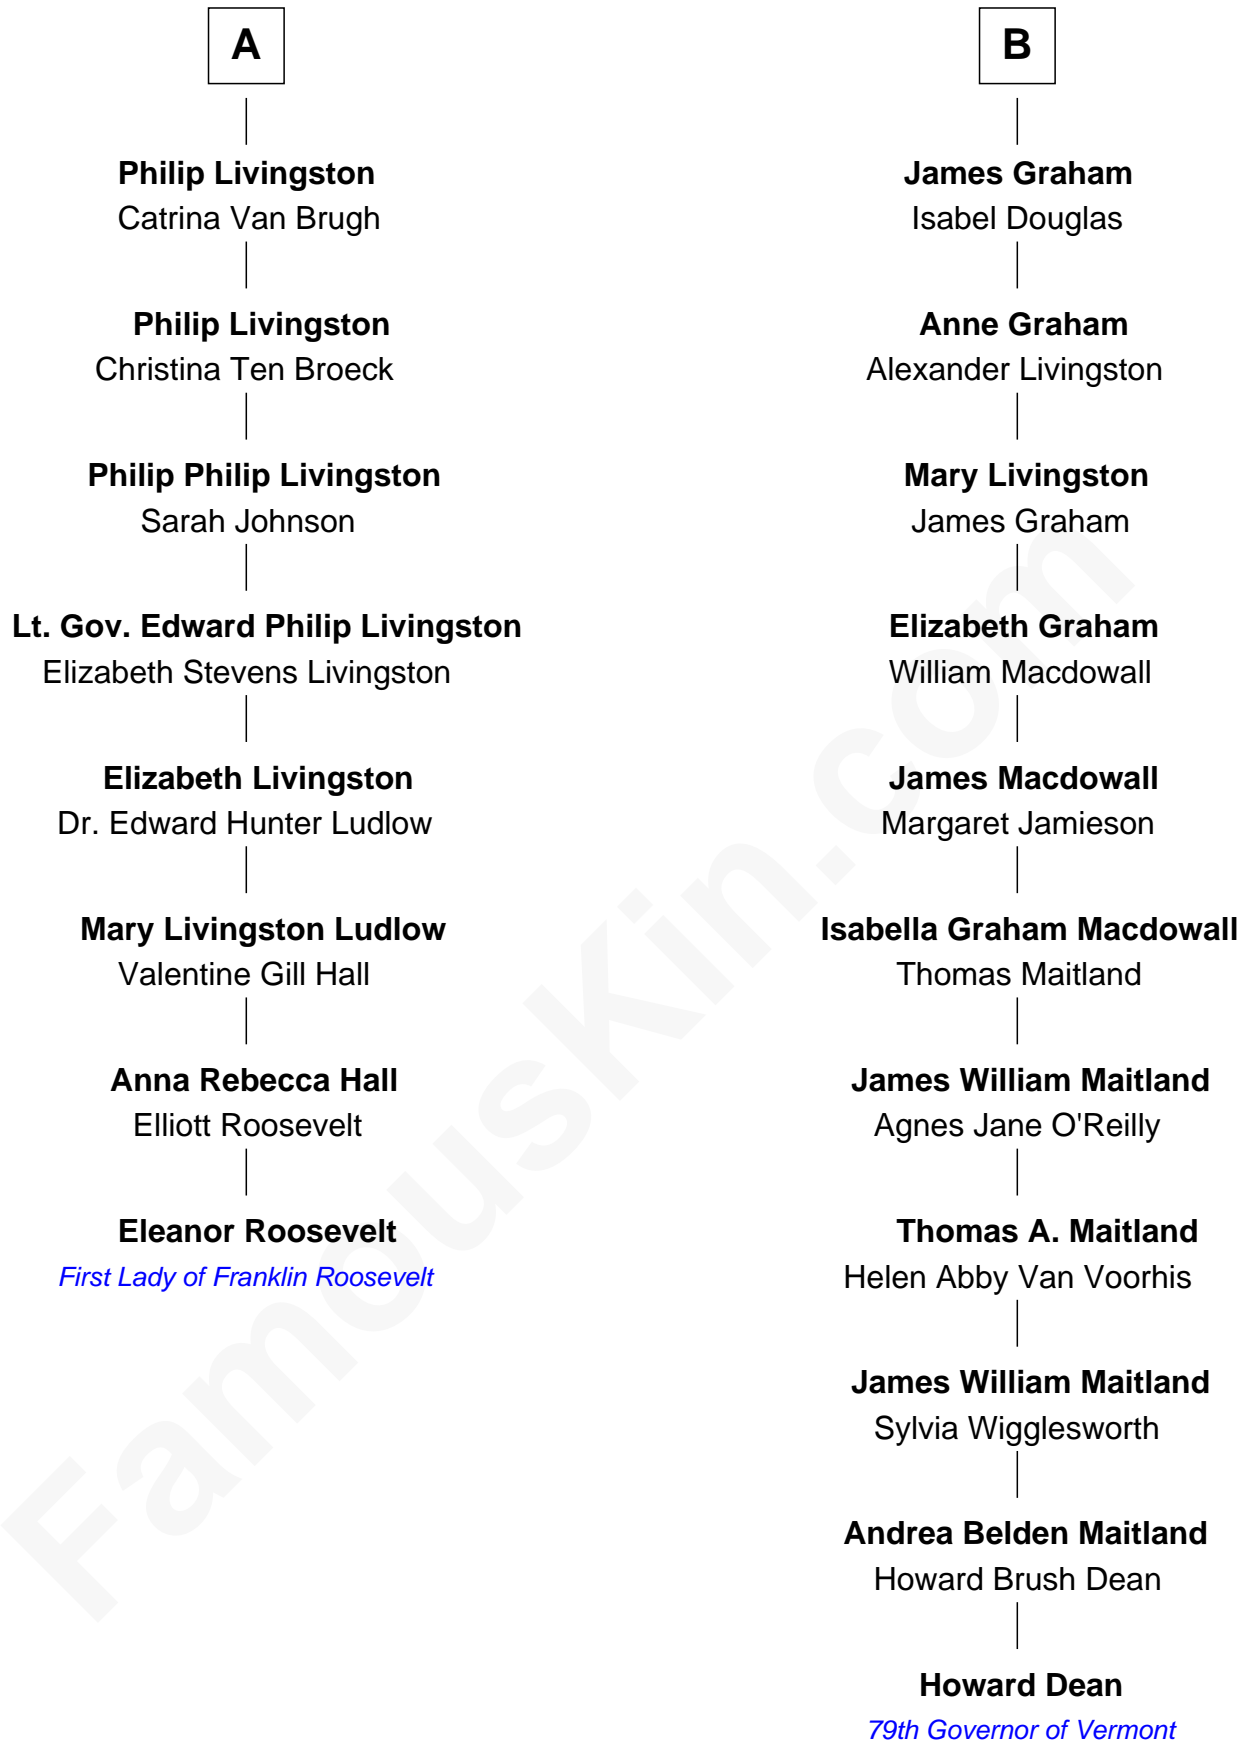 A
Philip Livingston
Catrina Van Brugh
Philip Livingston
Christina Ten Broeck
Philip Philip Livingston
Sarah Johnson
Lt. Gov. Edward Philip Livingston
Elizabeth Stevens Livingston
Elizabeth Livingston
Dr. Edward Hunter Ludlow
Mary Livingston Ludlow
Valentine Gill Hall
Anna Rebecca Hall
Elliott Roosevelt
Eleanor Roosevelt
First Lady of Franklin Roosevelt
B
James Graham
Isabel Douglas
Anne Graham
Alexander Livingston
Mary Livingston
James Graham
Elizabeth Graham
William Macdowall
James Macdowall
Margaret Jamieson
Isabella Graham Macdowall
Thomas Maitland
James William Maitland
Agnes Jane O'Reilly
Thomas A. Maitland
Helen Abby Van Voorhis
James William Maitland
Sylvia Wigglesworth
Andrea Belden Maitland
Howard Brush Dean
Howard Dean
79th Governor of Vermont
FamousKin.com